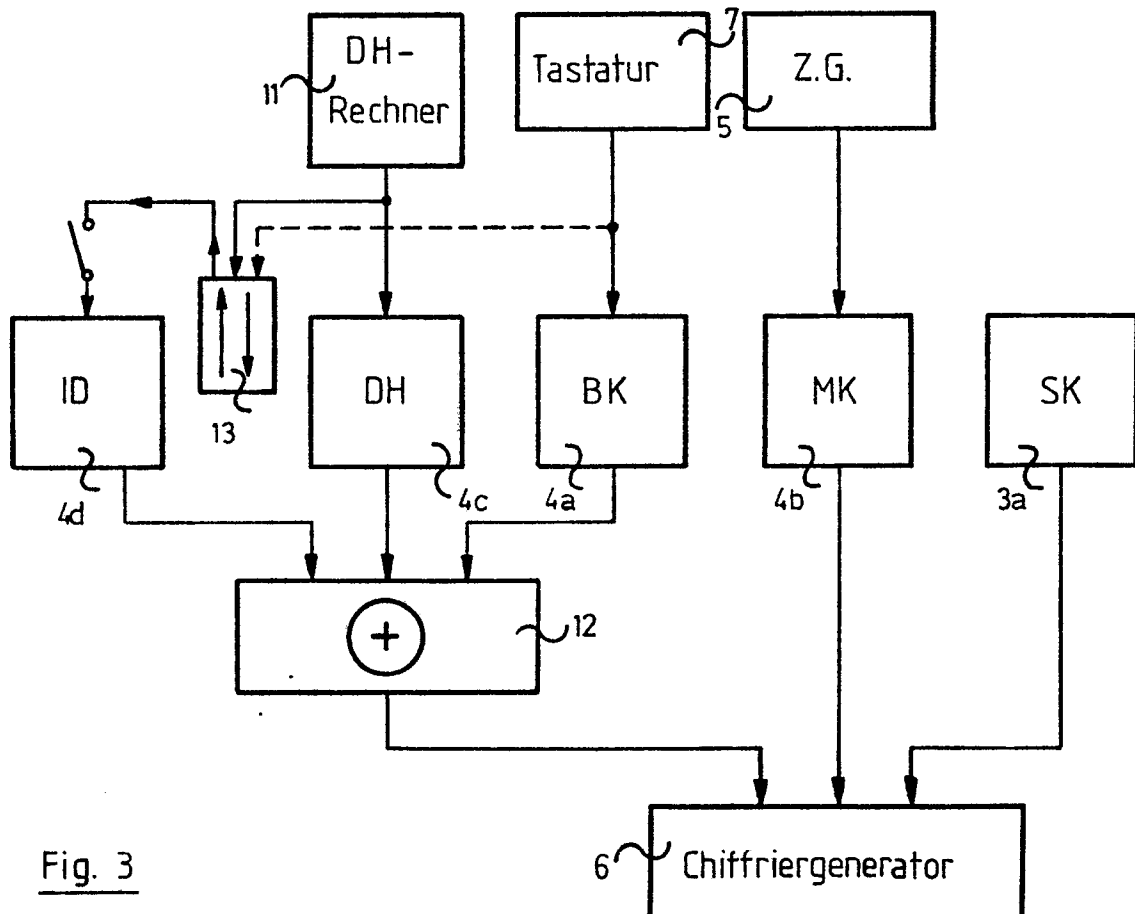 DH-
Rechner
11
Tastatur
7
Z.G.
5
ID
4d
13
DH
4c
BK
4a
MK
4b
SK
3a
+
12
6
Chiffriergenerator
Fig. 3